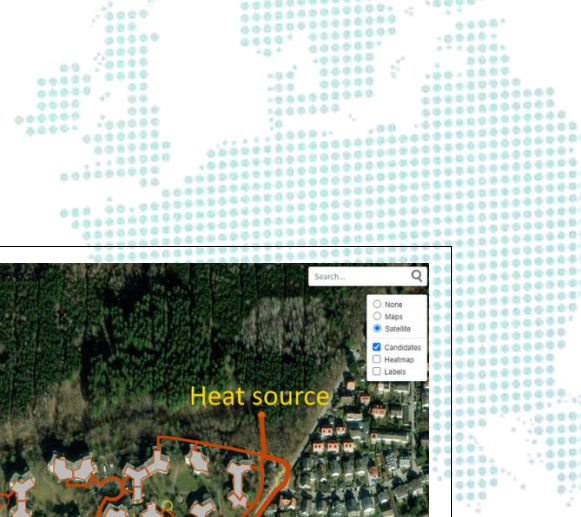 Search...
None
Maps
Satellite
Candidates
Heatmap
Labels
Heat source